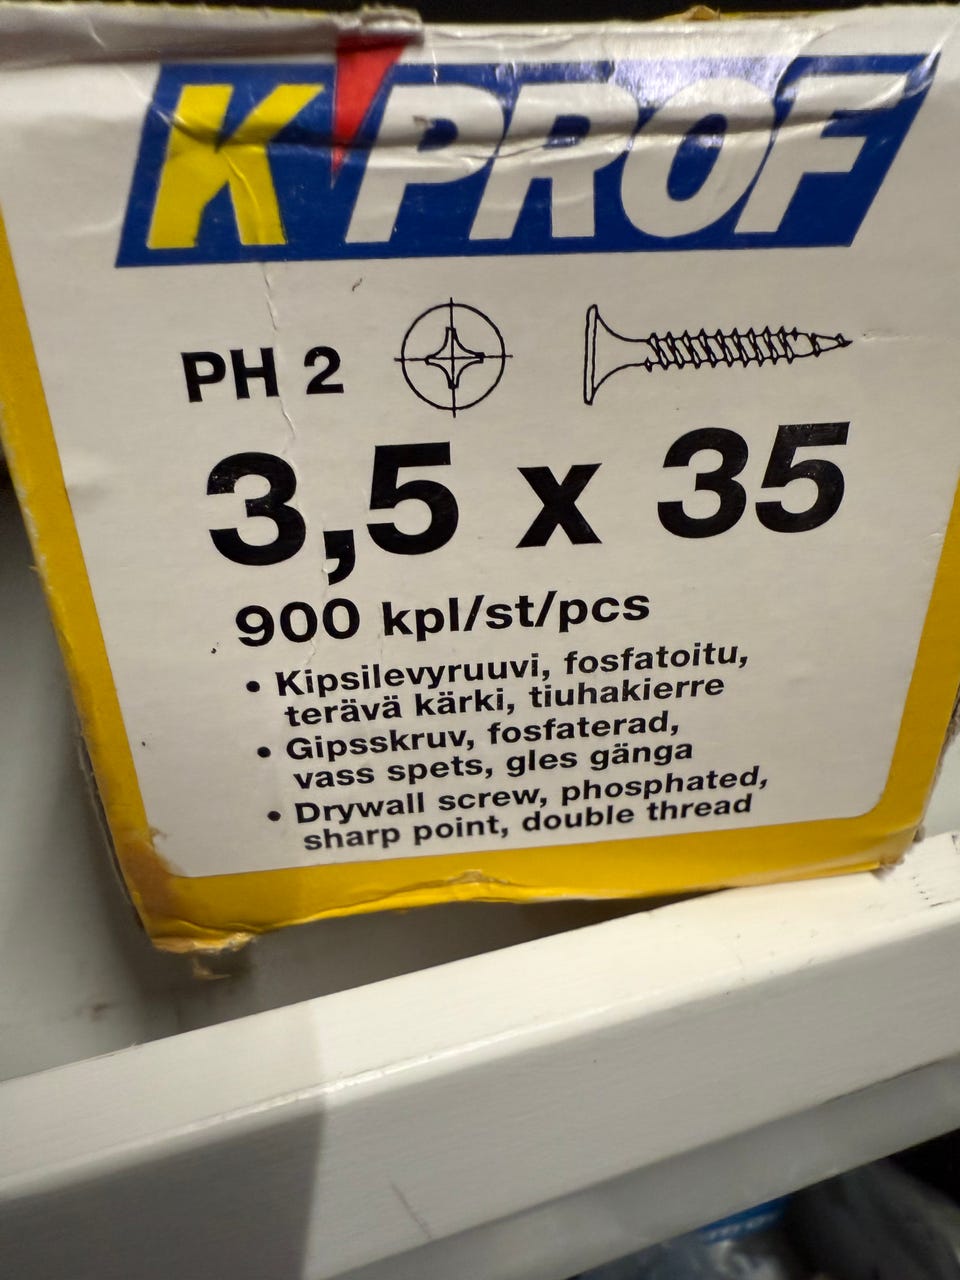 K'PROF
PH 2
3,5 x 35
900 kpl/st/pcs
• Kipsilevyruuvi, fosfatoitu,
terävä kärki, tiuhakierre
• Gipsskruv, fosfaterad,
vass spets, gles gänga
• Drywall screw, phosphated,
sharp point, double thread